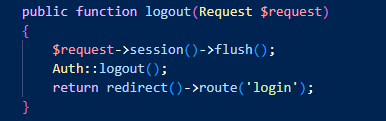 public function logout(Request $request)
{
    $request->session()->flush();
    Auth::logout();
    return redirect()->route('login');
}